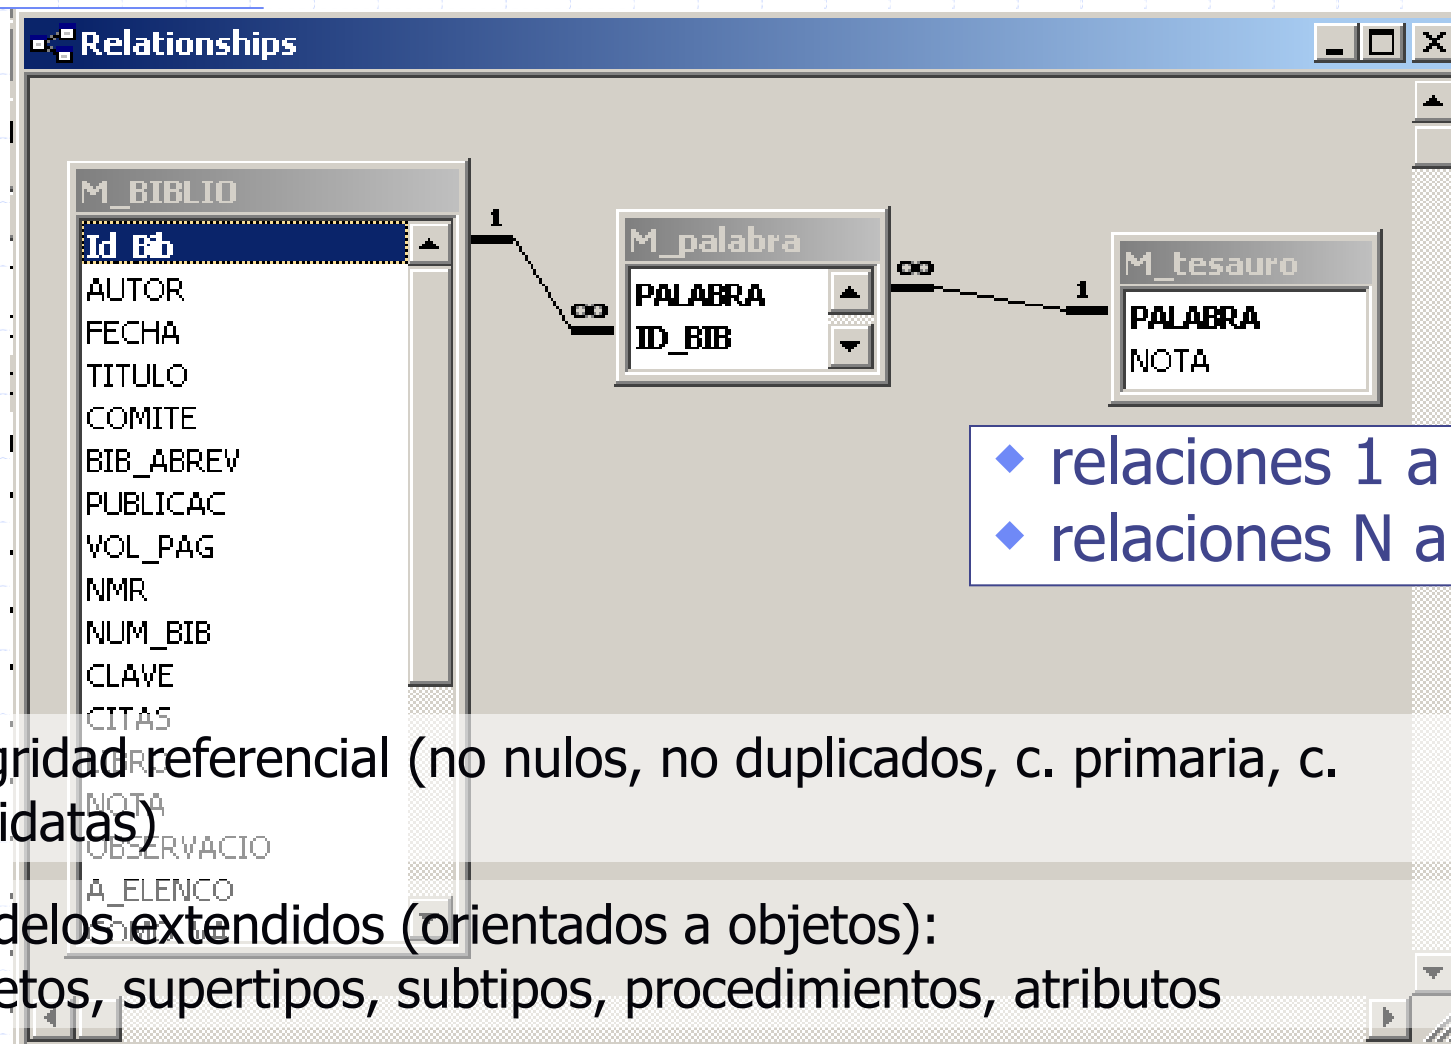 Relationships
M_BIBLIO
Id_Bib
AUTOR
FECHA
TITULO
COMITE
BIB_ABREV
PUBLICAC
VOL_PAG
NMR
NUM_BIB
CLAVE
CITAS
LIBRO
NOTA
OBSERVACIO
A_ELENCO
1
∞
M_palabra
PALABRA
ID_BIB
∞
1
M_tesauro
PALABRA
NOTA
relaciones 1 a
relaciones N a
gridad referencial (no nulos, no duplicados, c. primaria, c.
idatas)
delos extendidos (orientados a objetos):
etos, supertipos, subtipos, procedimientos, atributos